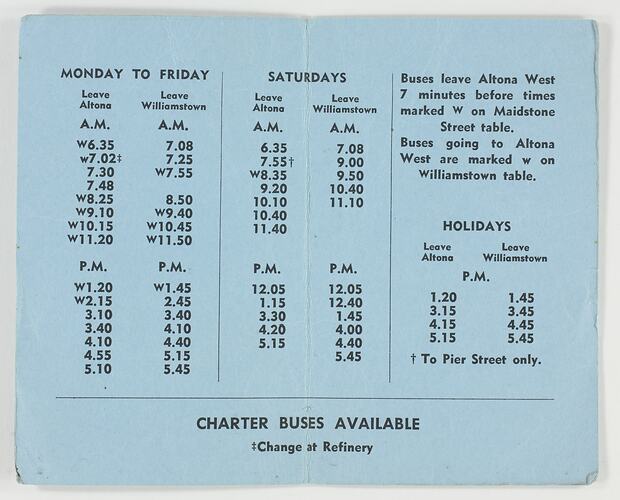 MONDAY TO FRIDAY
Leave Altona Leave Williamstown
A.M. A.M.
W6.35 7.08
W7.02‡ 7.25
7.30 W7.55
7.48
W8.25 8.50
W9.10 W9.40
W10.15 W10.45
W11.20 W11.50
P.M. P.M.
W1.20 W1.45
W2.15 2.45
3.10 3.40
3.40 4.10
4.10 4.40
4.55 5.15
5.10 5.45
SATURDAYS
Leave Altona Leave Williamstown
A.M. A.M.
6.35 7.08
7.55† 9.00
W8.35 9.50
9.20 10.40
10.10 11.10
10.40
11.40
P.M. P.M.
12.05 12.05
1.15 12.40
3.30 1.45
4.20 4.00
5.15 4.40
5.45
Buses leave Altona West
7 minutes before times
marked W on Maidstone
Street table.
Buses going to Altona
West are marked W on
Williamstown table.
HOLIDAYS
Leave Altona Leave Williamstown
P.M.
1.20 1.45
3.15 3.45
4.15 4.45
5.15 5.45
† To Pier Street only.
CHARTER BUSES AVAILABLE
‡Change at Refinery